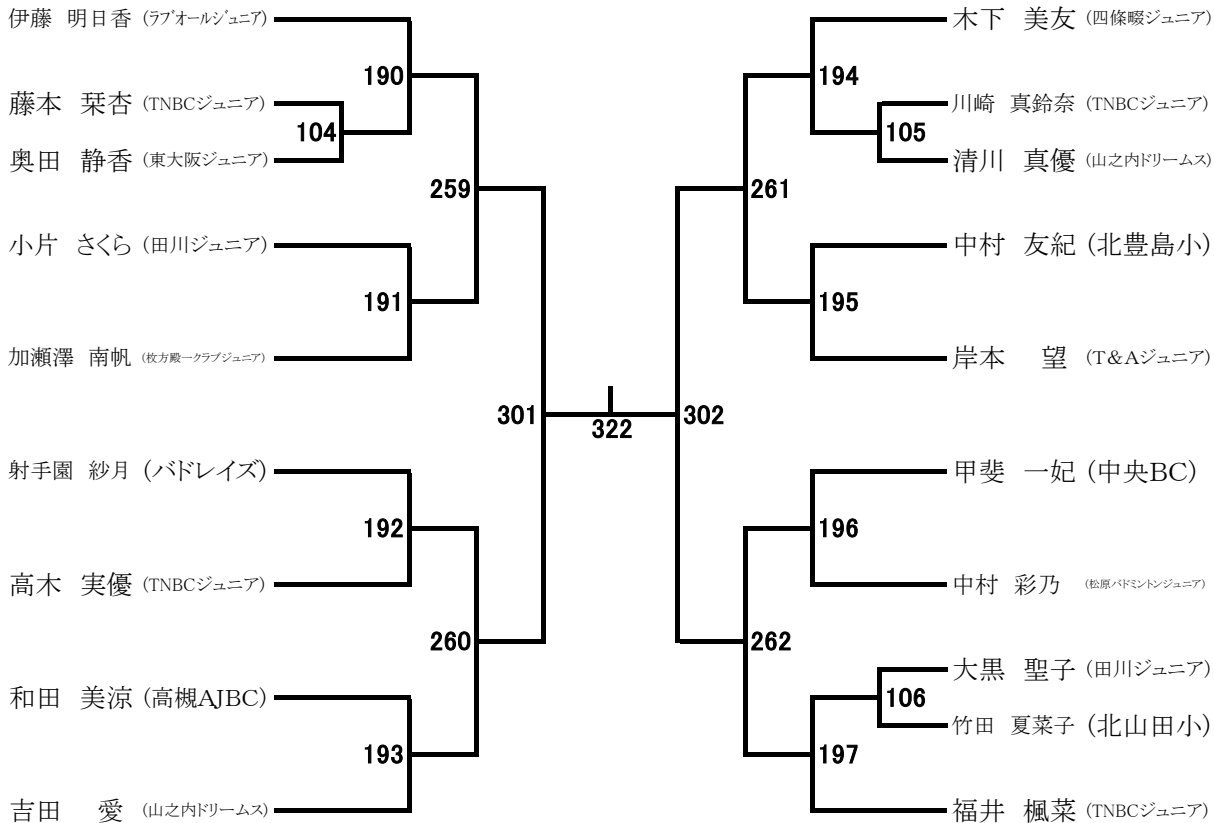 伊藤 明日香 (ラブオールジュニア)
190
藤本 栞杏 (TNBCジュニア)
104
奥田 静香 (東大阪ジュニア)
259
小片 さくら (田川ジュニア)
191
加瀬澤 南帆 (枚方殿一クラブジュニア)
301
射手園 紗月 (バドレイズ)
192
高木 実優 (TNBCジュニア)
260
和田 美涼 (高槻AJBC)
193
吉田 愛 (山之内ドリームス)
322
木下 美友 (四條畷ジュニア)
194
川崎 真鈴奈 (TNBCジュニア)
105
清川 真優 (山之内ドリームス)
261
中村 友紀 (北豊島小)
195
岸本 望 (T&Aジュニア)
302
甲斐 一妃 (中央BC)
196
中村 彩乃 (松原バドミントンジュニア)
262
大黒 聖子 (田川ジュニア)
106
竹田 夏菜子 (北山田小)
197
福井 楓菜 (TNBCジュニア)